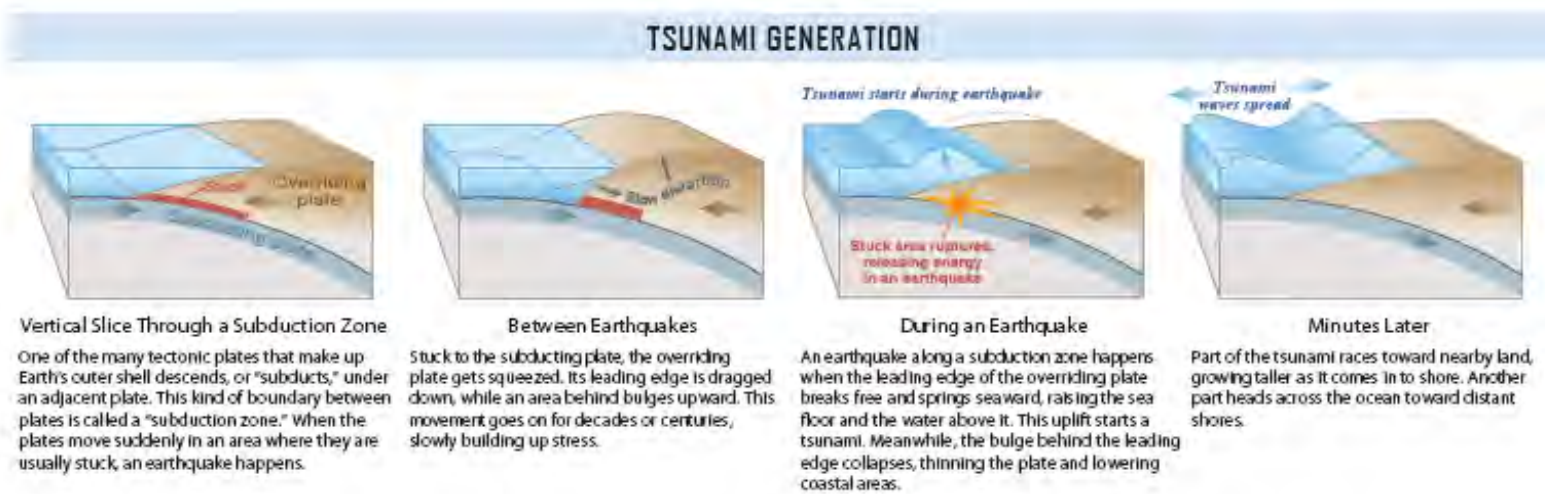 TSUNAMI GENERATION
Tsunami starts during earthquake
Tsunami
waves spread
Stuck
Overriding
plate
Subducting plate
Slow distortion
Stuck area ruptures,
releasing energy
in an earthquake
Vertical Slice Through a Subduction Zone
One of the many tectonic plates that make up
Earth's outer shell descends, or "subducts," under
an adjacent plate. This kind of boundary between
plates is called a "subduction zone." When the
plates move suddenly in an area where they are
usually stuck, an earthquake happens.
Between Earthquakes
Stuck to the subducting plate, the overriding
plate gets squeezed. Its leading edge is dragged
down, while an area behind bulges upward. This
movement goes on for decades or centuries,
slowly building up stress.
During an Earthquake
An earthquake along a subduction zone happens
when the leading edge of the overriding plate
breaks free and springs seaward, raising the sea
floor and the water above it. This uplift starts a
tsunami. Meanwhile, the bulge behind the leading
edge collapses, thinning the plate and lowering
coastal areas.
Minutes Later
Part of the tsunami races toward nearby land,
growing taller as it comes in to shore. Another
part heads across the ocean toward distant
shores.